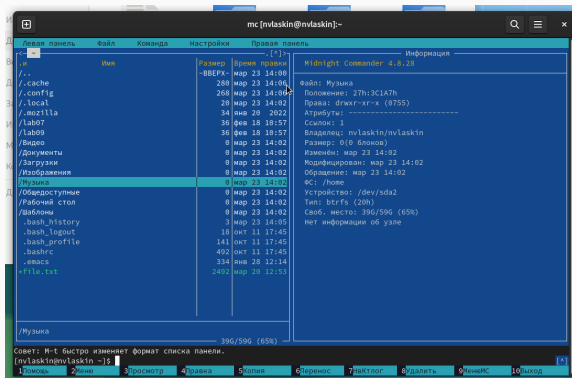 mc [nvlaskin@nvlaskin]:~
Левая панель Файл Команда Настройки Правая панель
<- ~ .[^]> Информация
.и Имя Размер Время правки Midnight Commander 4.8.28
/.. -ВВЕРХ- мар 23 14:00
/.cache 280 мар 23 14:06 Файл: Музыка
/.config 268 мар 23 14:06 Положение: 27h:3C1A7h
/.local 20 мар 23 14:02 Права: drwxr-xr-x (0755)
/.mozilla 34 янв 20 2022 Атрибуты: ------------------------
/lab07 36 фев 18 10:57 Ссылок: 1
/lab09 36 фев 18 10:57 Владелец: nvlaskin/nvlaskin
/Видео 0 мар 23 14:02 Размер: 0(0 блоков)
/Документы 0 мар 23 14:02 Изменён: мар 23 14:02
/Загрузки 0 мар 23 14:02 Модифицирован: мар 23 14:02
/Изображения 0 мар 23 14:02 Обращение: мар 23 14:02
/Музыка 0 мар 23 14:02 ФС: /home
/Общедоступные 0 мар 23 14:02 Устройство: /dev/sda2
/Рабочий стол 0 мар 23 14:02 Тип: btrfs (20h)
/Шаблоны 0 мар 23 14:02 Своб. место: 39G/59G (65%)
.bash_history 3 мар 23 14:05 Нет информации об узле
.bash_logout 18 окт 11 17:45
.bash_profile 141 окт 11 17:45
.bashrc 492 окт 11 17:45
.emacs 334 янв 28 12:14
*file.txt 2492 мар 20 12:53
/Музыка
39G/59G (65%)
Совет: M-t быстро изменяет формат списка панели.
[nvlaskin@nvlaskin ~]$ [^]
1Помощь 2Меню 3Просмотр 4Правка 5Копия 6Перенос 7НвКтлог 8Удалить 9МенюМС 10Выход